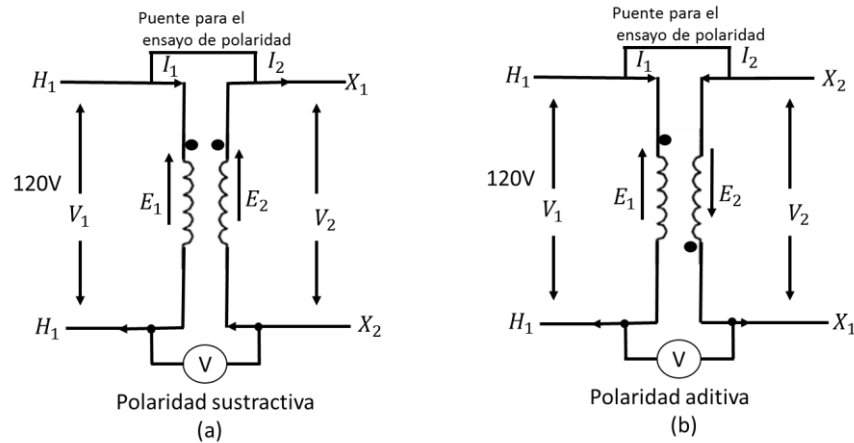 Puente para el
ensayo de polaridad
I₁
I₂
H₁
X₁
120V
V₁
E₁
E₂
V₂
H₁
X₂
V
Polaridad sustractiva
(a)
Puente para el
ensayo de polaridad
I₁
I₂
H₁
X₂
120V
V₁
E₁
E₂
V₂
H₁
X₁
V
Polaridad aditiva
(b)